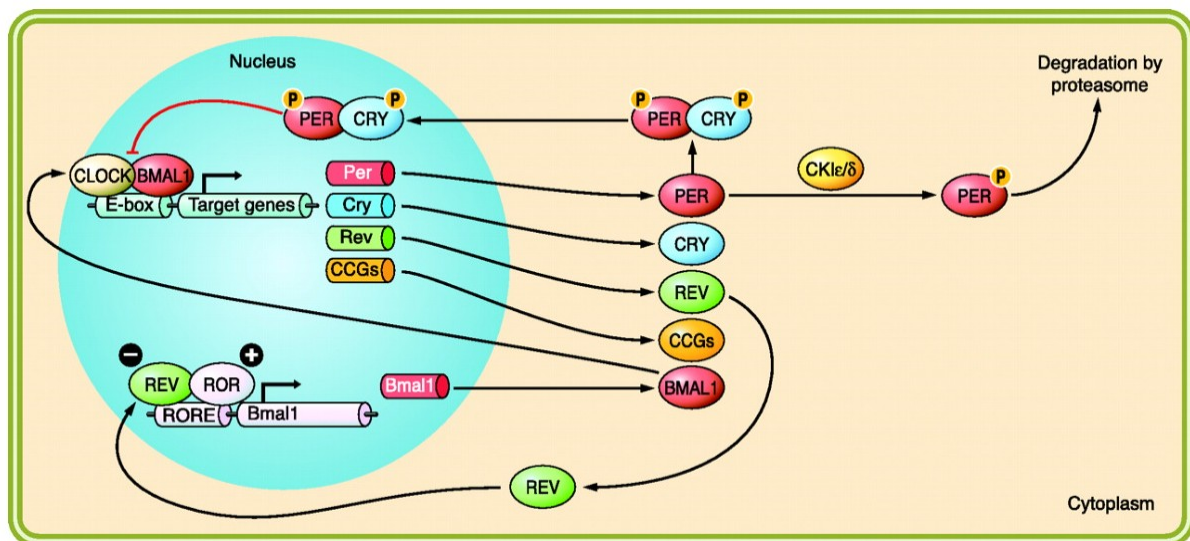 Nucleus
Degradation by
proteasome
P
P
PER
CRY
P
P
PER
CRY
CLOCK
BMAL1
E-box
Target genes
Per
Cry
Rev
CCGs
PER
CKIε/δ
PER
P
CRY
REV
CCGs
BMAL1
−
+
REV
ROR
RORE
Bmal1
Bmal1
REV
Cytoplasm